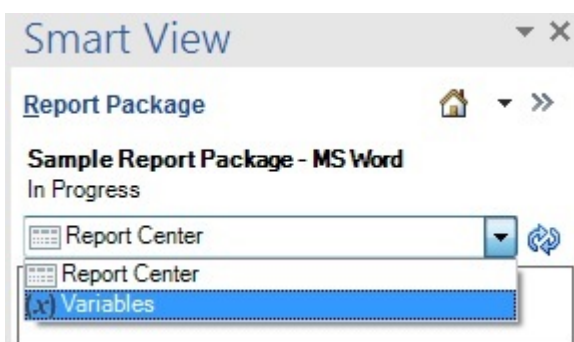 Smart View
Report Package
Sample Report Package - MS Word
In Progress
Report Center
Report Center
(x) Variables